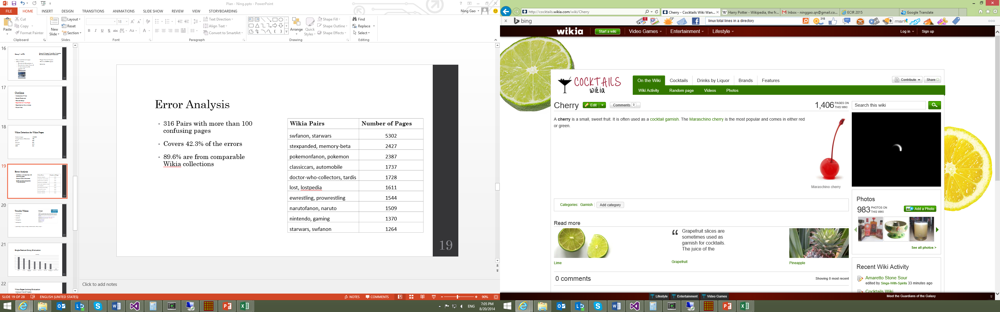 Plan - Ning.pptx - PowerPoint
FILE HOME INSERT DESIGN TRANSITIONS ANIMATIONS SLIDE SHOW REVIEW VIEW STORYBOARDING
Ning Gao
Paste
Cut
Copy
Format Painter
Clipboard
New
Slide
Layout
Reset
Section
Slides
18
Font
Paragraph
Text Direction
Align Text
Convert to SmartArt
Arrange
Quick
Styles
Shape Fill
Shape Outline
Shape Effects
Drawing
Find
Replace
Select
Editing
16
17
Outline
18
Wikia Detection for Wikia Pages
19
Error Analysis
20
Trouble Wikies
21
Single Feature Group Evaluation
22
Wikia Pages Linking Evaluation
Error Analysis
316 Pairs with more than 100
confusing pages
Covers 42.3% of the errors
89.6% are from comparable
Wikia collections
Wikia Pairs Number of Pages
swfanon, starwars 5302
stexpanded, memory-beta 2427
pokemonfanon, pokemon 2387
classiccars, automobile 1737
doctor-who-collectors, tardis 1728
lost, lostpedia 1611
ewrestling, prowrestling 1544
narutofanon, naruto 1509
nintendo, gaming 1370
starwars, swfanon 1264
19
Click to add notes
SLIDE 19 OF 28 ENGLISH (UNITED STATES) NOTES COMMENTS 90%
ENG
7:05 PM
8/20/2014
http://cocktails.wikia.com/wiki/Cherry
Cherry - Cocktails Wiki Wan...
Harry Potter - Wikipedia, the fr...
Inbox - ninggao.qn@gmail.co...
ECIR 2015
Google Translate
bing
72°
linux total lines in a directory
318
msn
wikia Start a wiki Video Games Entertainment Lifestyle Log in Sign up
COCKTAILS
wikia
On the Wiki Cocktails Drinks by Liquor Brands Features
Contribute Share
Wiki Activity Random page Videos Photos
Cherry Edit Comments 0
1,406 PAGES ON
THIS WIKI
Search this wiki
A cherry is a small, sweet fruit. It is often used as a cocktail garnish. The Maraschino cherry is the most popular and comes in either red
or green.
Maraschino cherry
Categories: Garnish Add category
Read more
Lime
“ Grapefruit slices are
sometimes used as
garnish for cocktails.
The juice of the
Grapefruit
Pineapple
0 comments
Showing 0 most recent
Photos
983 PHOTOS ON
THIS WIKI
Add a Photo
See all photos >
Recent Wiki Activity
Amaretto Stone Sour
edited by Sings-With-Spirits 33 minutes ago
Cocktails Wiki
Lifestyle Entertainment Video Games
Meet the Guardians of the Galaxy